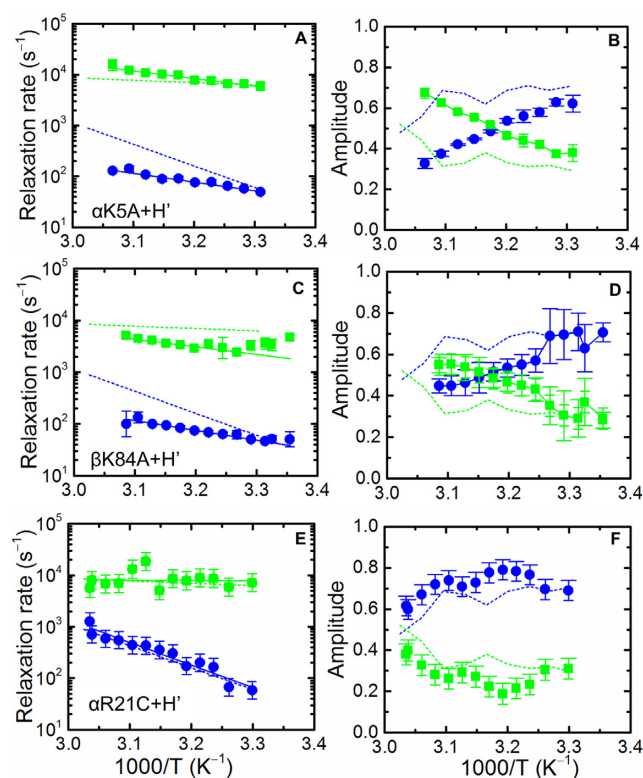 A
Relaxation rate (s⁻¹)
10⁵
10⁴
10³
10²
10¹
αK5A+H'
3.0 3.1 3.2 3.3 3.4
B
Amplitude
1.0
0.8
0.6
0.4
0.2
0.0
3.0 3.1 3.2 3.3 3.4
C
Relaxation rate (s⁻¹)
10⁵
10⁴
10³
10²
10¹
βK84A+H'
3.0 3.1 3.2 3.3 3.4
D
Amplitude
1.0
0.8
0.6
0.4
0.2
0.0
3.0 3.1 3.2 3.3 3.4
E
Relaxation rate (s⁻¹)
10⁵
10⁴
10³
10²
10¹
αR21C+H'
3.0 3.1 3.2 3.3 3.4
1000/T (K⁻¹)
F
Amplitude
1.0
0.8
0.6
0.4
0.2
0.0
3.0 3.1 3.2 3.3 3.4
1000/T (K⁻¹)